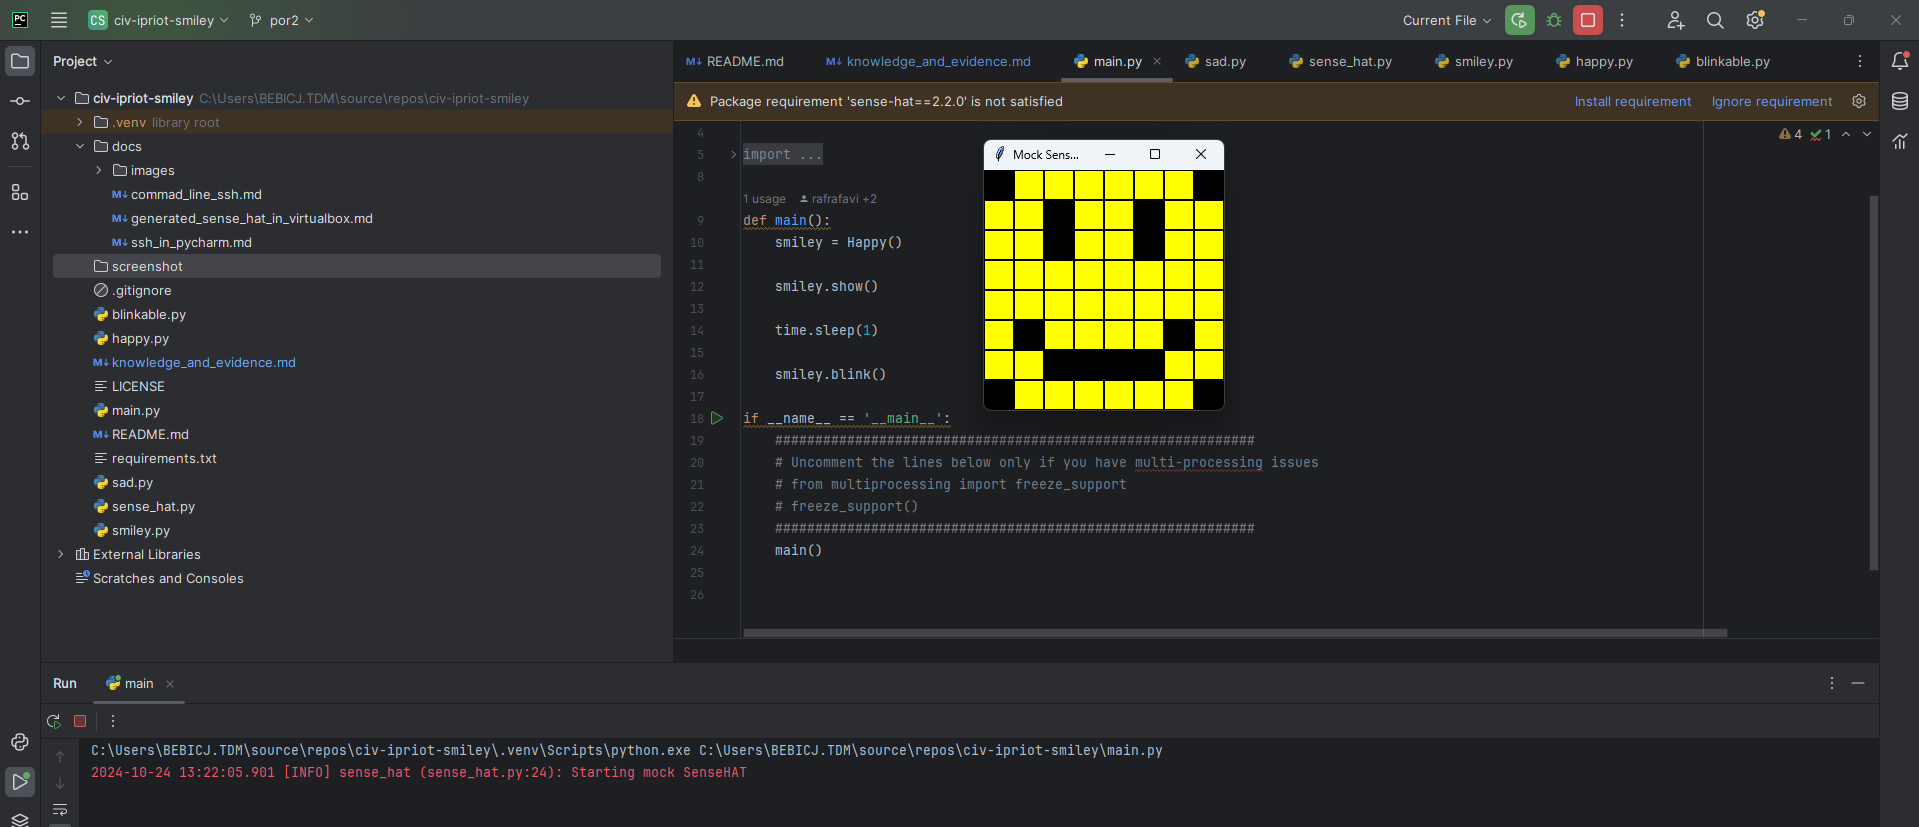 PC
CS civ-ipriot-smiley por2 Current File
Project
README.md knowledge_and_evidence.md main.py sad.py sense_hat.py smiley.py happy.py blinkable.py
civ-ipriot-smiley C:\Users\BEBICJ.TDM\source\repos\civ-ipriot-smiley
.venv library root
docs
images
commad_line_ssh.md
generated_sense_hat_in_virtualbox.md
ssh_in_pycharm.md
screenshot
.gitignore
blinkable.py
happy.py
knowledge_and_evidence.md
LICENSE
main.py
README.md
requirements.txt
sad.py
sense_hat.py
smiley.py
External Libraries
Scratches and Consoles
Package requirement 'sense-hat==2.2.0' is not satisfied Install requirement Ignore requirement
4 1
4
5 import ...
8
1 usage rafrafavi +2
9 def main():
10 smiley = Happy()
11
12 smiley.show()
13
14 time.sleep(1)
15
16 smiley.blink()
17
18 if __name__ == '__main__':
19 ############################################################
20 # Uncomment the lines below only if you have multi-processing issues
21 # from multiprocessing import freeze_support
22 # freeze_support()
23 ############################################################
24 main()
25
26
Mock Sens...
Run main
C:\Users\BEBICJ.TDM\source\repos\civ-ipriot-smiley\.venv\Scripts\python.exe C:\Users\BEBICJ.TDM\source\repos\civ-ipriot-smiley\main.py
2024-10-24 13:22:05.901 [INFO] sense_hat (sense_hat.py:24): Starting mock SenseHAT